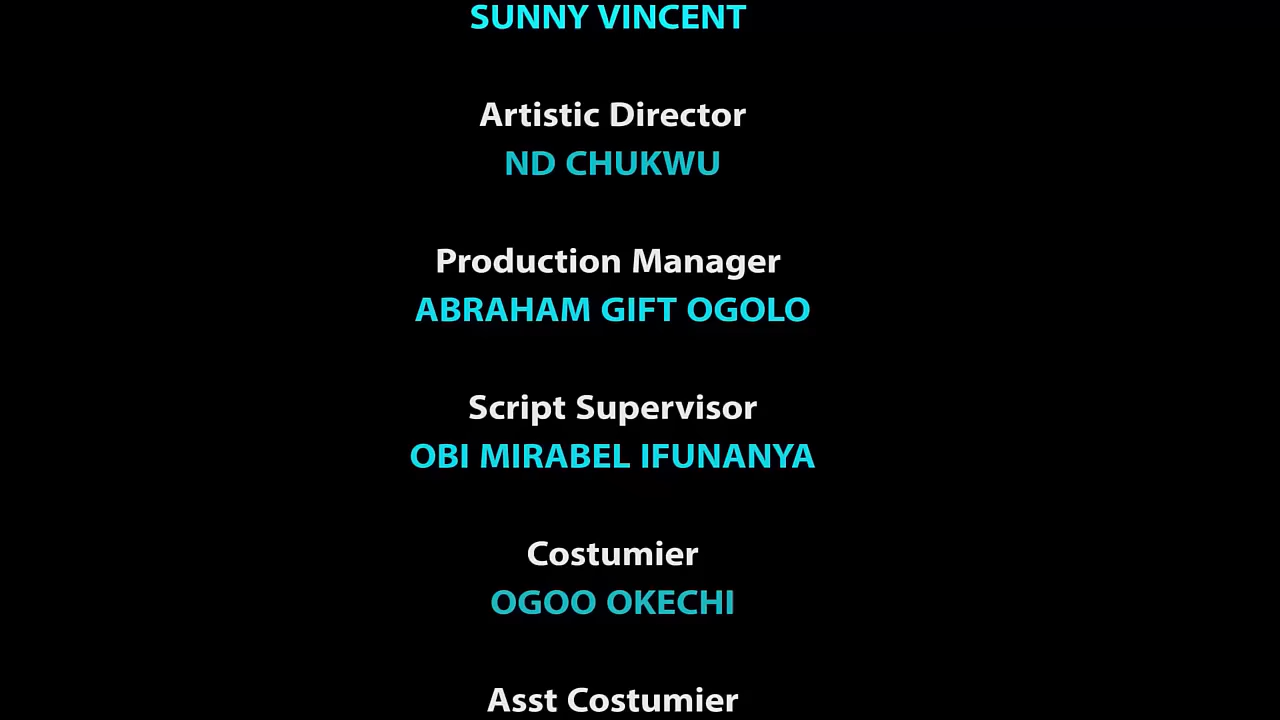 SUNNY VINCENT
Artistic Director
ND CHUKWU
Production Manager
ABRAHAM GIFT OGOLO
Script Supervisor
OBI MIRABEL IFUNANYA
Costumier
OGOO OKECHI
Asst Costumier